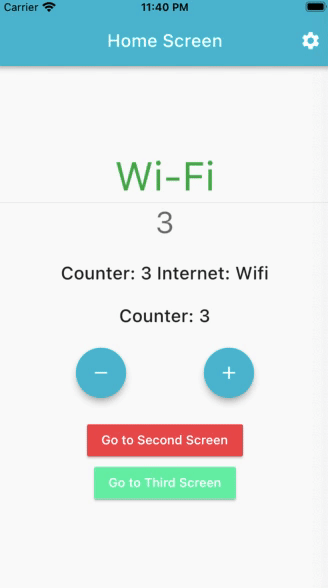 Carrier 11:40 PM
Home Screen
Wi-Fi
3
Counter: 3 Internet: Wifi
Counter: 3
− +
Go to Second Screen
Go to Third Screen